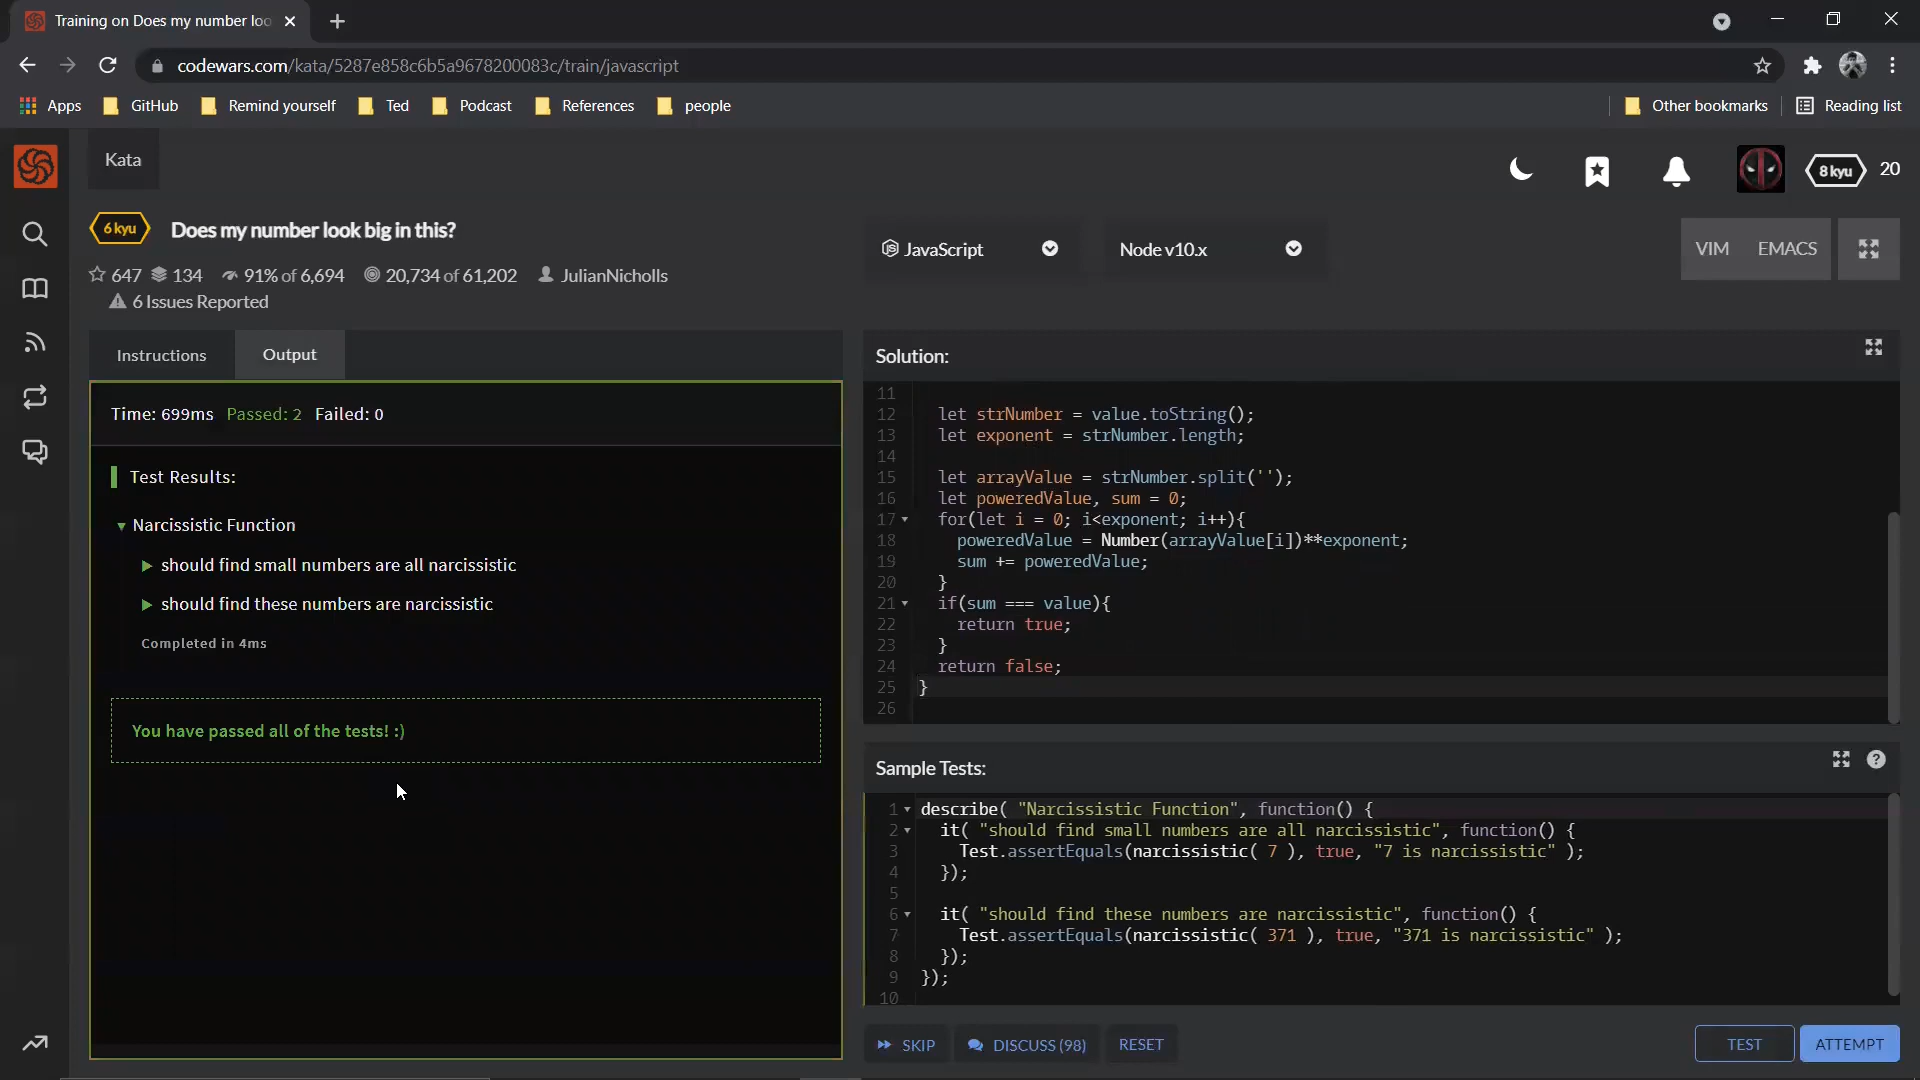 Training on Does my number loo
codewars.com/kata/5287e858c6b5a9678200083c/train/javascript
Apps GitHub Remind yourself Ted Podcast References people Other bookmarks Reading list
Kata
8 kyu 20
6 kyu Does my number look big in this?
JavaScript Node v10.x VIM EMACS
647 134 91% of 6,694 20,734 of 61,202 JulianNicholls
6 Issues Reported
Instructions Output
Time: 699ms Passed: 2 Failed: 0
Test Results:
Narcissistic Function
should find small numbers are all narcissistic
should find these numbers are narcissistic
Completed in 4ms
You have passed all of the tests! :)
Solution:
11
12 let strNumber = value.toString();
13 let exponent = strNumber.length;
14
15 let arrayValue = strNumber.split('');
16 let poweredValue, sum = 0;
17 for(let i = 0; i<exponent; i++){
18 poweredValue = Number(arrayValue[i])**exponent;
19 sum += poweredValue;
20 }
21 if(sum === value){
22 return true;
23 }
24 return false;
25 }
26
Sample Tests:
1 describe( "Narcissistic Function", function() {
2 it( "should find small numbers are all narcissistic", function() {
3 Test.assertEquals(narcissistic( 7 ), true, "7 is narcissistic" );
4 });
5
6 it( "should find these numbers are narcissistic", function() {
7 Test.assertEquals(narcissistic( 371 ), true, "371 is narcissistic" );
8 });
9 });
10
SKIP DISCUSS (98) RESET TEST ATTEMPT